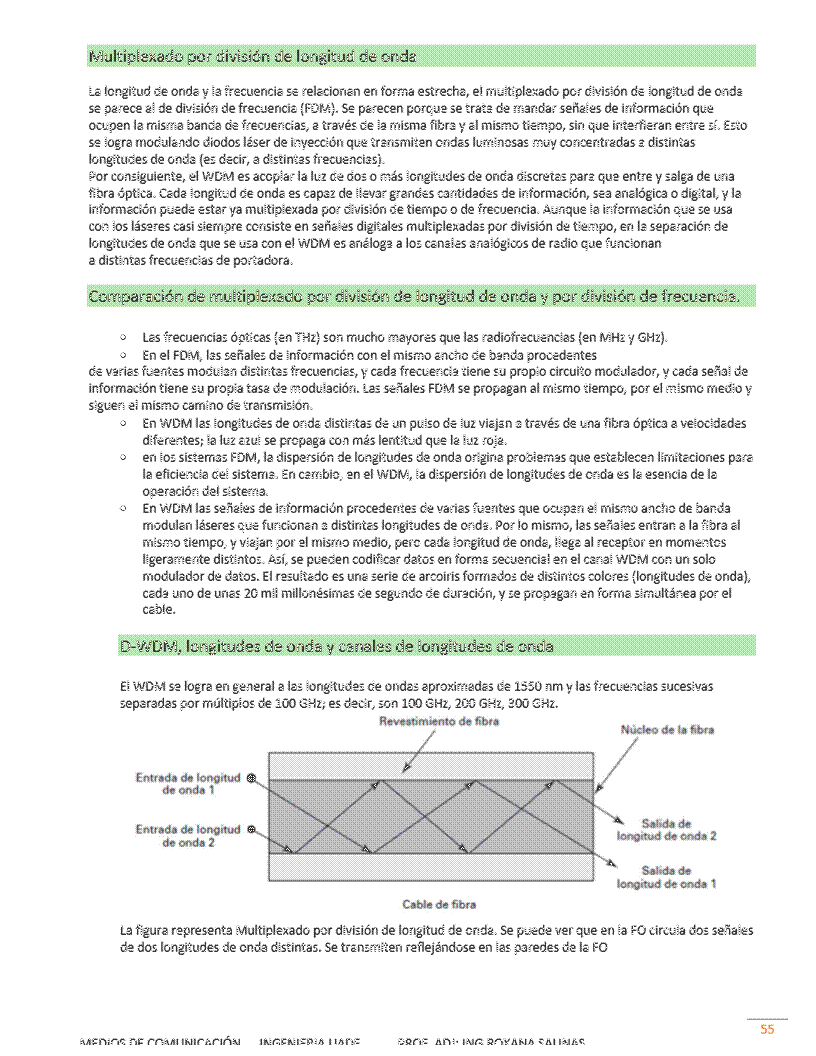 Multiplexado por división de longitud de onda
La longitud de onda y la frecuencia se relacionan en forma estrecha, el multiplexado por división de longitud de onda
se parece al de división de frecuencia (FDM). Se parecen porque se trata de mandar señales de información que
ocupen la misma banda de frecuencias, a través de la misma fibra y al mismo tiempo, sin que interfieran entre sí. Esto
se logra modulando diodos láser de inyección que transmiten ondas luminosas muy concentradas a distintas
longitudes de onda (es decir, a distintas frecuencias).
Por consiguiente, el WDM es acoplar la luz de dos o más longitudes de onda discretas para que entre y salga de una
fibra óptica. Cada longitud de onda es capaz de llevar grandes cantidades de información, sea analógica o digital, y la
información puede estar ya multiplexada por división de tiempo o de frecuencia. Aunque la información que se usa
con los láseres casi siempre consiste en señales digitales multiplexadas por división de tiempo, en la separación de
longitudes de onda que se usa con el WDM es análoga a los canales analógicos de radio que funcionan
a distintas frecuencias de portadora.
Comparación de multiplexado por división de longitud de onda y por división de frecuencia.
○ Las frecuencias ópticas (en THz) son mucho mayores que las radiofrecuencias (en MHz y GHz).
○ En el FDM, las señales de información con el mismo ancho de banda procedentes
de varias fuentes modulan distintas frecuencias, y cada frecuencia tiene su propio circuito modulador, y cada señal de
información tiene su propia tasa de modulación. Las señales FDM se propagan al mismo tiempo, por el mismo medio y
siguen el mismo camino de transmisión.
○ En WDM las longitudes de onda distintas de un pulso de luz viajan a través de una fibra óptica a velocidades
diferentes; la luz azul se propaga con más lentitud que la luz roja.
○ en los sistemas FDM, la dispersión de longitudes de onda origina problemas que establecen limitaciones para
la eficiencia del sistema. En cambio, en el WDM, la dispersión de longitudes de onda es la esencia de la
operación del sistema.
○ En WDM las señales de información procedentes de varias fuentes que ocupan el mismo ancho de banda
modulan láseres que funcionan a distintas longitudes de onda. Por lo mismo, las señales entran a la fibra al
mismo tiempo, y viajan por el mismo medio, pero cada longitud de onda, llega al receptor en momentos
ligeramente distintos. Así, se pueden codificar datos en forma secuencial en el canal WDM con un solo
modulador de datos. El resultado es una serie de arcoíris formados de distintos colores (longitudes de onda),
cada uno de unas 20 mil millonésimas de segundo de duración, y se propagan en forma simultánea por el
cable.
D-WDM, longitudes de onda y canales de longitudes de onda
El WDM se logra en general a las longitudes de ondas aproximadas de 1550 nm y las frecuencias sucesivas
separadas por múltiplos de 100 GHz; es decir, son 100 GHz, 200 GHz, 300 GHz.
Revestimiento de fibra
Núcleo de la fibra
Entrada de longitud
de onda 1
Entrada de longitud
de onda 2
Salida de
longitud de onda 2
Salida de
longitud de onda 1
Cable de fibra
La figura representa Multiplexado por división de longitud de onda. Se puede ver que en la FO circula dos señales
de dos longitudes de onda distintas. Se transmiten reflejándose en las paredes de la FO
55
MEDIOS DE COMUNICACIÓN INGENIERIA UADE PROF. ADJ: ING ROXANA SALINAS